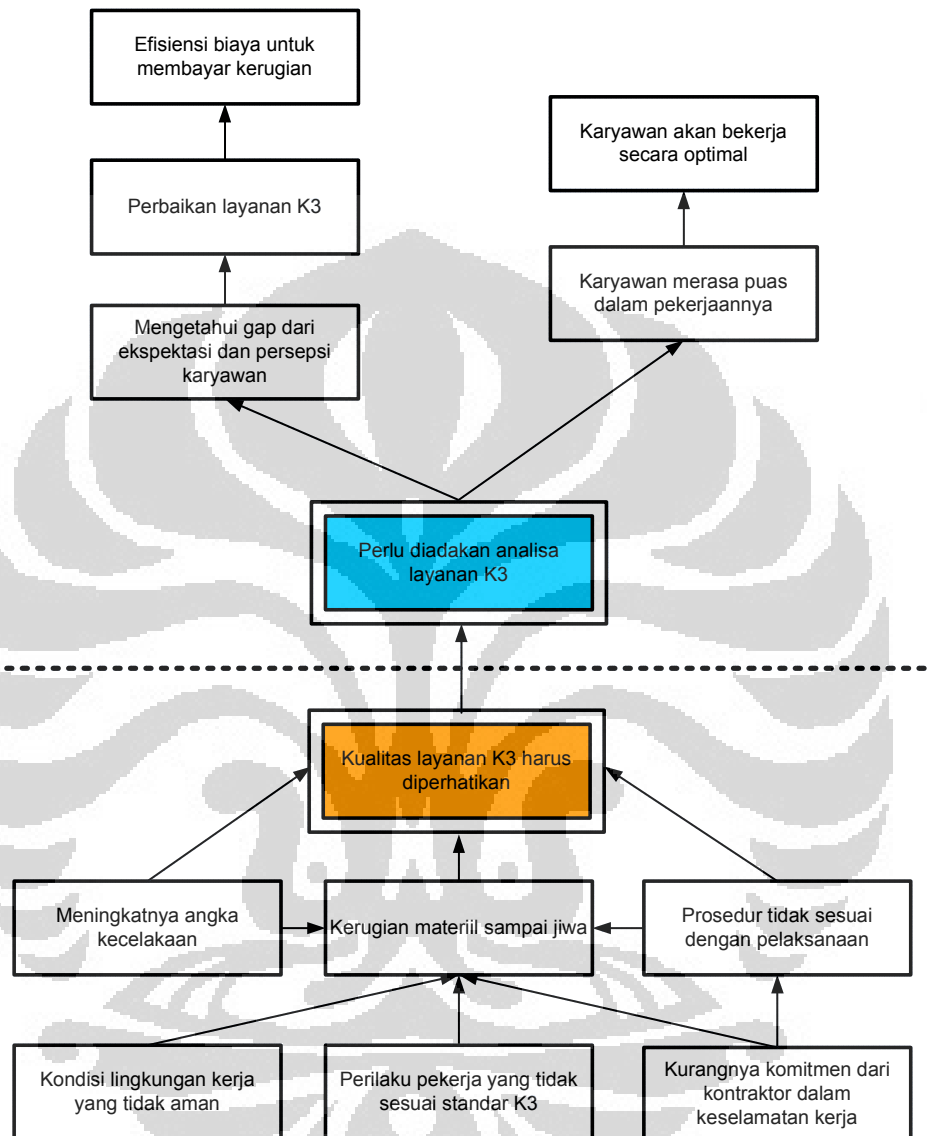 Efisiensi biaya untuk
membayar kerugian
Karyawan akan bekerja
secara optimal
Perbaikan layanan K3
Karyawan merasa puas
dalam pekerjaannya
Mengetahui gap dari
ekspektasi dan persepsi
karyawan
Perlu diadakan analisa
layanan K3
Kualitas layanan K3 harus
diperhatikan
Meningkatnya angka
kecelakaan
Kerugian materiil sampai jiwa
Prosedur tidak sesuai
dengan pelaksanaan
Kondisi lingkungan kerja
yang tidak aman
Perilaku pekerja yang tidak
sesuai standar K3
Kurangnya komitmen dari
kontraktor dalam
keselamatan kerja